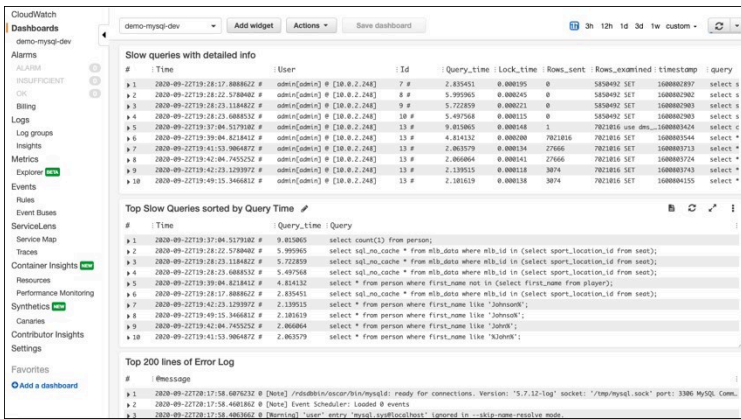 CloudWatch
Dashboards
demo-mysql-dev
Alarms
ALARM 0
INSUFFICIENT 0
OK 0
Billing
Logs
Log groups
Insights
Metrics
Explorer BETA
Events
Rules
Event Buses
ServiceLens
Service Map
Traces
Container Insights NEW
Resources
Performance Monitoring
Synthetics NEW
Canaries
Contributor Insights
Settings
Favorites
Add a dashboard
demo-mysql-dev Add widget Actions Save dashboard 3h 12h 1d 3d 1w custom
Slow queries with detailed info
# Time User Id Query_time Lock_time Rows_sent Rows_examined timestamp query
1 2020-09-22T19:28:17.808862Z # admin[admin] @ [10.0.2.248] 7 # 2.835451 0.000195 0 5850492 SET 1600802897 select s
2 2020-09-22T19:28:22.578040Z # admin[admin] @ [10.0.2.248] 8 # 5.995965 0.000245 0 5850492 SET 1600802902 select s
3 2020-09-22T19:28:23.118482Z # admin[admin] @ [10.0.2.248] 9 # 5.722859 0.000221 0 5850492 SET 1600802903 select s
4 2020-09-22T19:28:23.608853Z # admin[admin] @ [10.0.2.248] 10 # 5.497568 0.000115 0 5850492 SET 1600802903 select s
5 2020-09-22T19:37:04.517910Z # admin[admin] @ [10.0.2.248] 13 # 9.015065 0.000148 1 7021016 use dms_... 1600803424 select c
6 2020-09-22T19:39:04.821841Z # admin[admin] @ [10.0.2.248] 13 # 4.814132 0.000200 7021016 7021016 SET 1600803544 select *
7 2020-09-22T19:41:53.906487Z # admin[admin] @ [10.0.2.248] 13 # 2.063579 0.000134 27666 7021016 SET 1600803713 select *
8 2020-09-22T19:42:04.745525Z # admin[admin] @ [10.0.2.248] 13 # 2.066064 0.000141 27666 7021016 SET 1600803724 select *
9 2020-09-22T19:42:23.129397Z # admin[admin] @ [10.0.2.248] 13 # 2.139515 0.000118 3074 7021016 SET 1600803743 select *
10 2020-09-22T19:49:15.346681Z # admin[admin] @ [10.0.2.248] 13 # 2.101619 0.000138 3074 7021016 SET 1600804155 select *
Top Slow Queries sorted by Query Time
# Time Query_time Query
1 2020-09-22T19:37:04.517910Z # 9.015065 select count(1) from person;
2 2020-09-22T19:28:22.578040Z # 5.995965 select sql_no_cache * from mlb_data where mlb_id in (select sport_location_id from seat);
3 2020-09-22T19:28:23.118482Z # 5.722859 select sql_no_cache * from mlb_data where mlb_id in (select sport_location_id from seat);
4 2020-09-22T19:28:23.608853Z # 5.497568 select sql_no_cache * from mlb_data where mlb_id in (select sport_location_id from seat);
5 2020-09-22T19:39:04.821841Z # 4.814132 select * from person where first_name not in (select first_name from player);
6 2020-09-22T19:28:17.808862Z # 2.835451 select sql_no_cache * from mlb_data where mlb_id in (select sport_location_id from seat);
7 2020-09-22T19:42:23.129397Z # 2.139515 select * from person where first_name like 'Johnson%';
8 2020-09-22T19:49:15.346681Z # 2.101619 select * from person where first_name like 'Johnso%';
9 2020-09-22T19:42:04.745525Z # 2.066064 select * from person where first_name like 'John%';
10 2020-09-22T19:41:53.906487Z # 2.063579 select * from person where first_name like '%John%';
Top 200 lines of Error Log
# @message
1 2020-09-22T20:17:58.607623Z 0 [Note] /rdsdbbin/oscar/bin/mysqld: ready for connections. Version: '5.7.12-log' socket: '/tmp/mysql.sock' port: 3306 MySQL Comm...
2 2020-09-22T20:17:58.460186Z 0 [Note] Event Scheduler: Loaded 0 events
3 2020-09-22T20:17:58.406366Z 0 [Warning] 'user' entry 'mysql.sys@localhost' ignored in --skip-name-resolve mode.